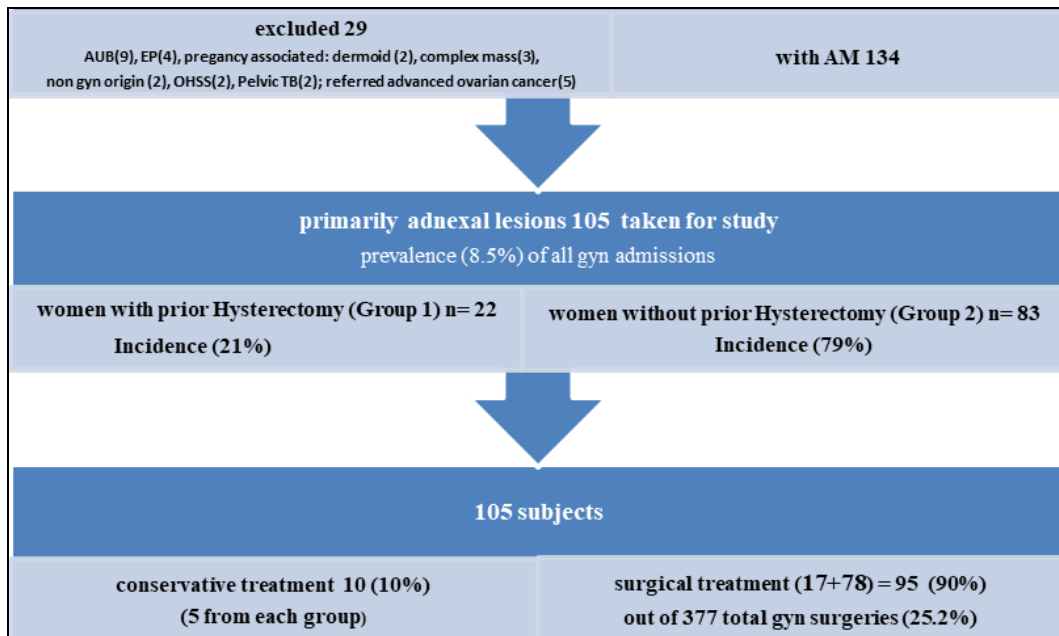 excluded 29
AUB(9), EP(4), pregancy associated: dermoid (2), complex mass(3),
non gyn origin (2), OHSS(2), Pelvic TB(2); referred advanced ovarian cancer(5)
with AM 134
primarily adnexal lesions 105 taken for study
prevalence (8.5%) of all gyn admissions
women with prior Hysterectomy (Group 1) n= 22
Incidence (21%)
women without prior Hysterectomy (Group 2) n= 83
Incidence (79%)
105 subjects
conservative treatment 10 (10%)
(5 from each group)
surgical treatment (17+78) = 95 (90%)
out of 377 total gyn surgeries (25.2%)